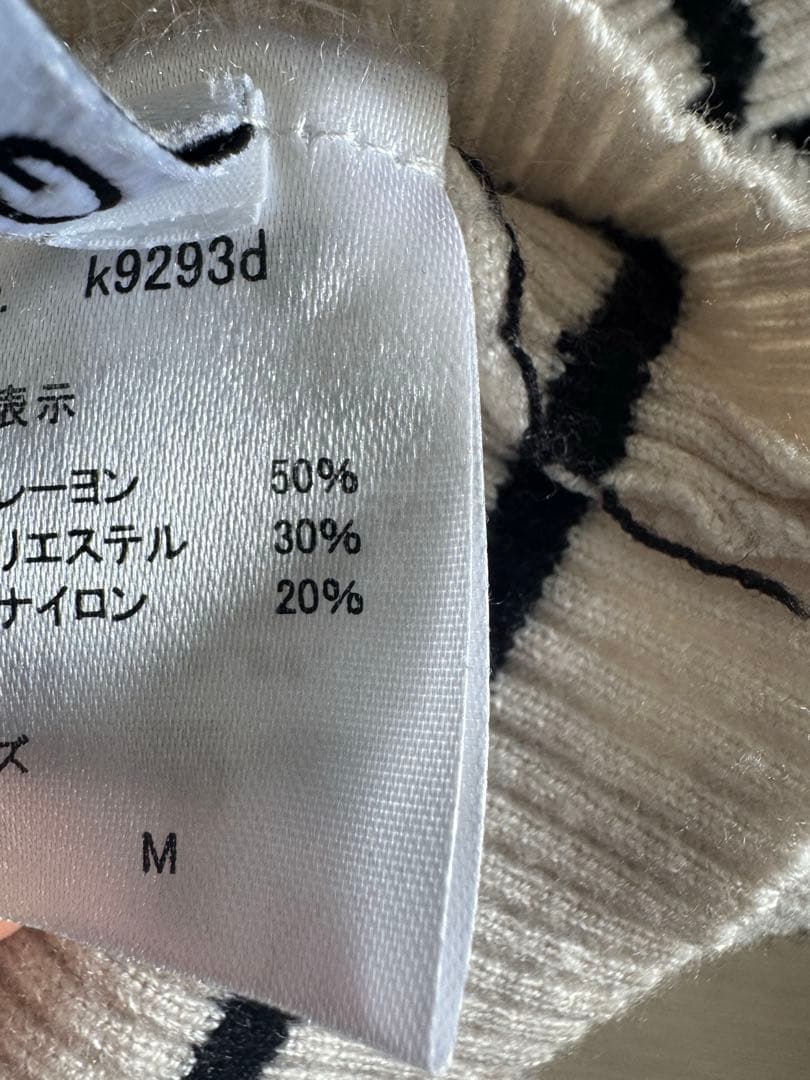 G
k9293d
表示
レーヨン 50%
リエステル 30%
ナイロン 20%
ズ
M